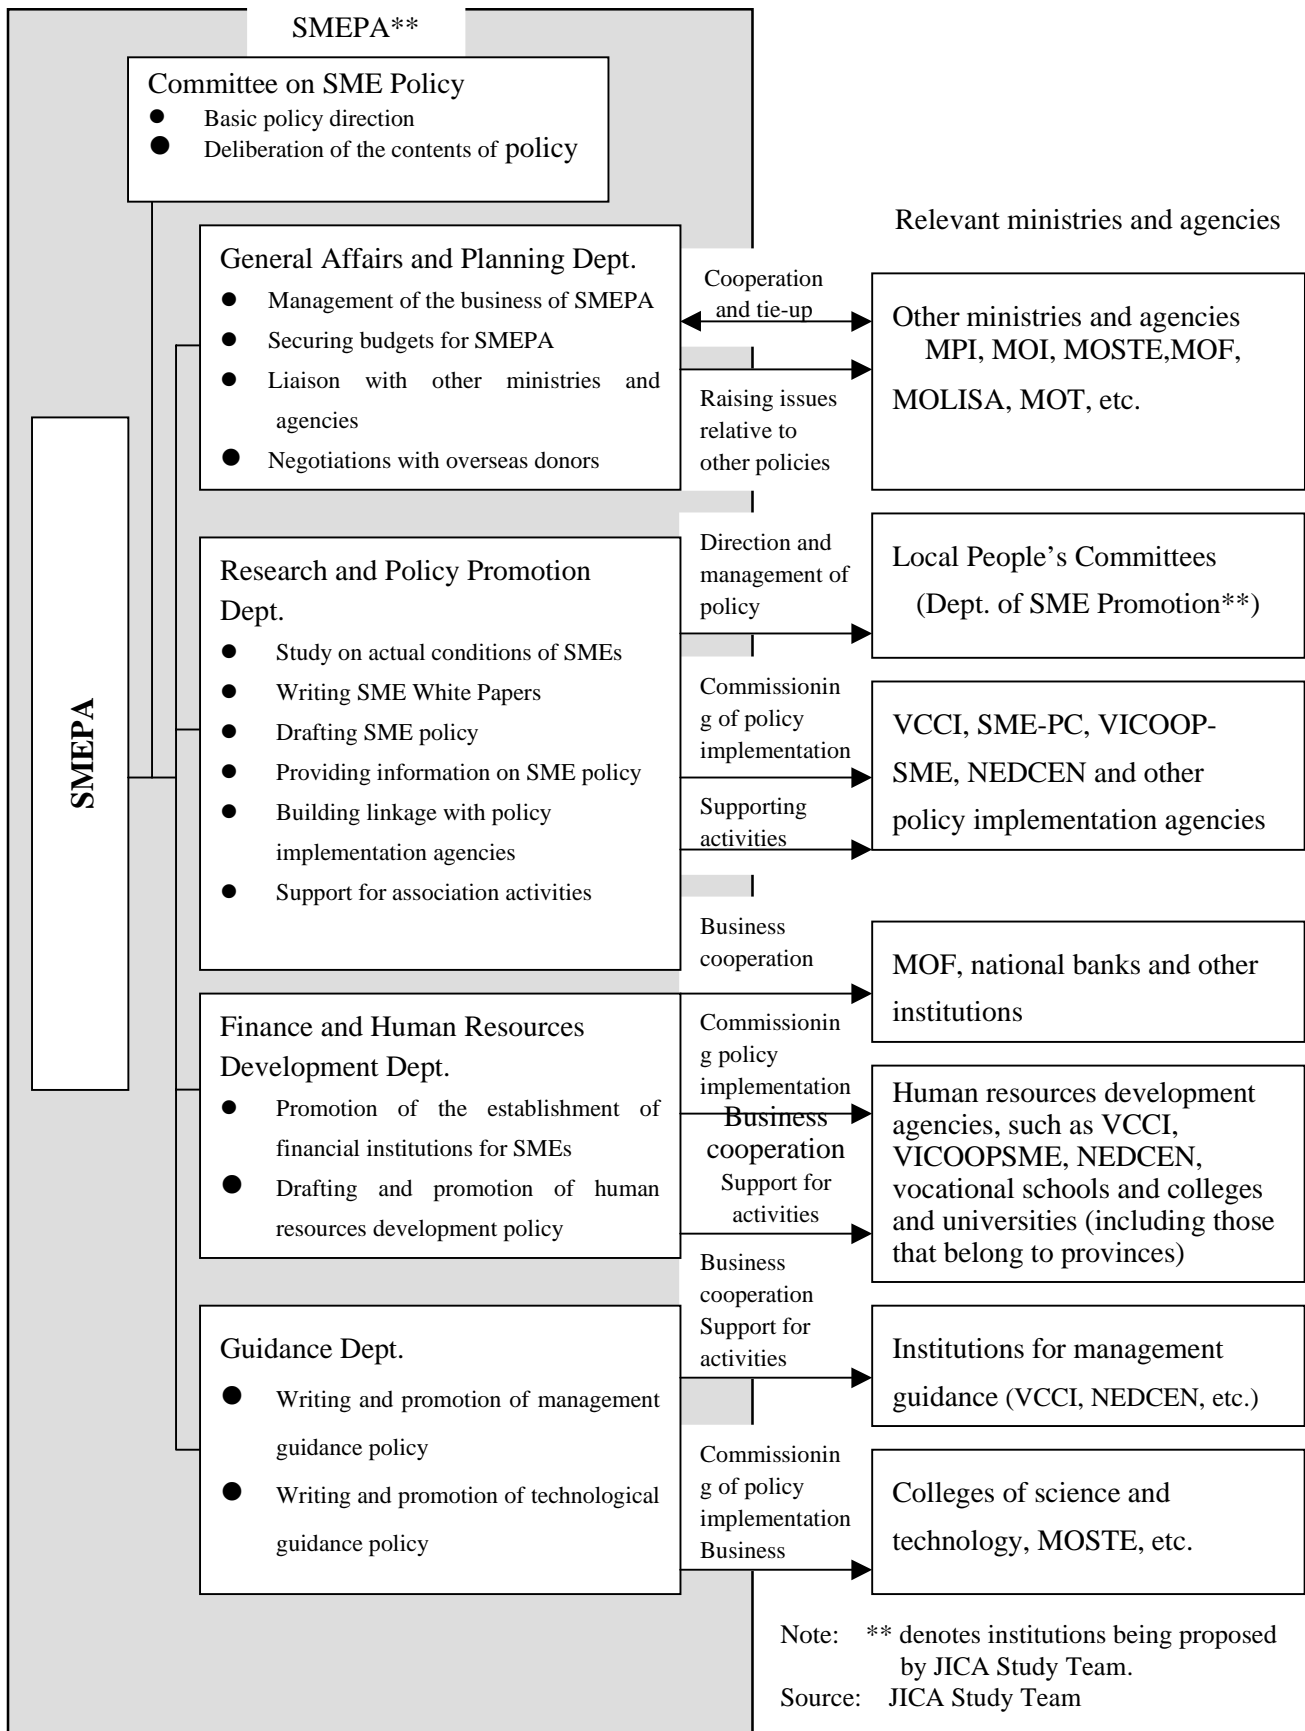 SMEPA**
Committee on SME Policy
● Basic policy direction
● Deliberation of the contents of policy
Relevant ministries and agencies
SMEPA
General Affairs and Planning Dept.
● Management of the business of SMEPA
● Securing budgets for SMEPA
● Liaison with other ministries and
agencies
● Negotiations with overseas donors
Cooperation
and tie-up
Raising issues
relative to
other policies
Other ministries and agencies
MPI, MOI, MOSTE,MOF,
MOLISA, MOT, etc.
Research and Policy Promotion
Dept.
● Study on actual conditions of SMEs
● Writing SME White Papers
● Drafting SME policy
● Providing information on SME policy
● Building linkage with policy
implementation agencies
● Support for association activities
Direction and
management of
policy
Local People’s Committees
(Dept. of SME Promotion**)
Commissionin
g of policy
implementation
Supporting
activities
VCCI, SME-PC, VICOOP-
SME, NEDCEN and other
policy implementation agencies
Business
cooperation
MOF, national banks and other
institutions
Finance and Human Resources
Development Dept.
● Promotion of the establishment of
financial institutions for SMEs
● Drafting and promotion of human
resources development policy
Commissionin
g policy
implementation
Business
cooperation
Support for
activities
Human resources development
agencies, such as VCCI,
VICOOPSME, NEDCEN,
vocational schools and colleges
and universities (including those
that belong to provinces)
Guidance Dept.
● Writing and promotion of management
guidance policy
● Writing and promotion of technological
guidance policy
Business
cooperation
Support for
activities
Institutions for management
guidance (VCCI, NEDCEN, etc.)
Commissionin
g of policy
implementation
Business
Colleges of science and
technology, MOSTE, etc.
Note: ** denotes institutions being proposed
by JICA Study Team.
Source: JICA Study Team